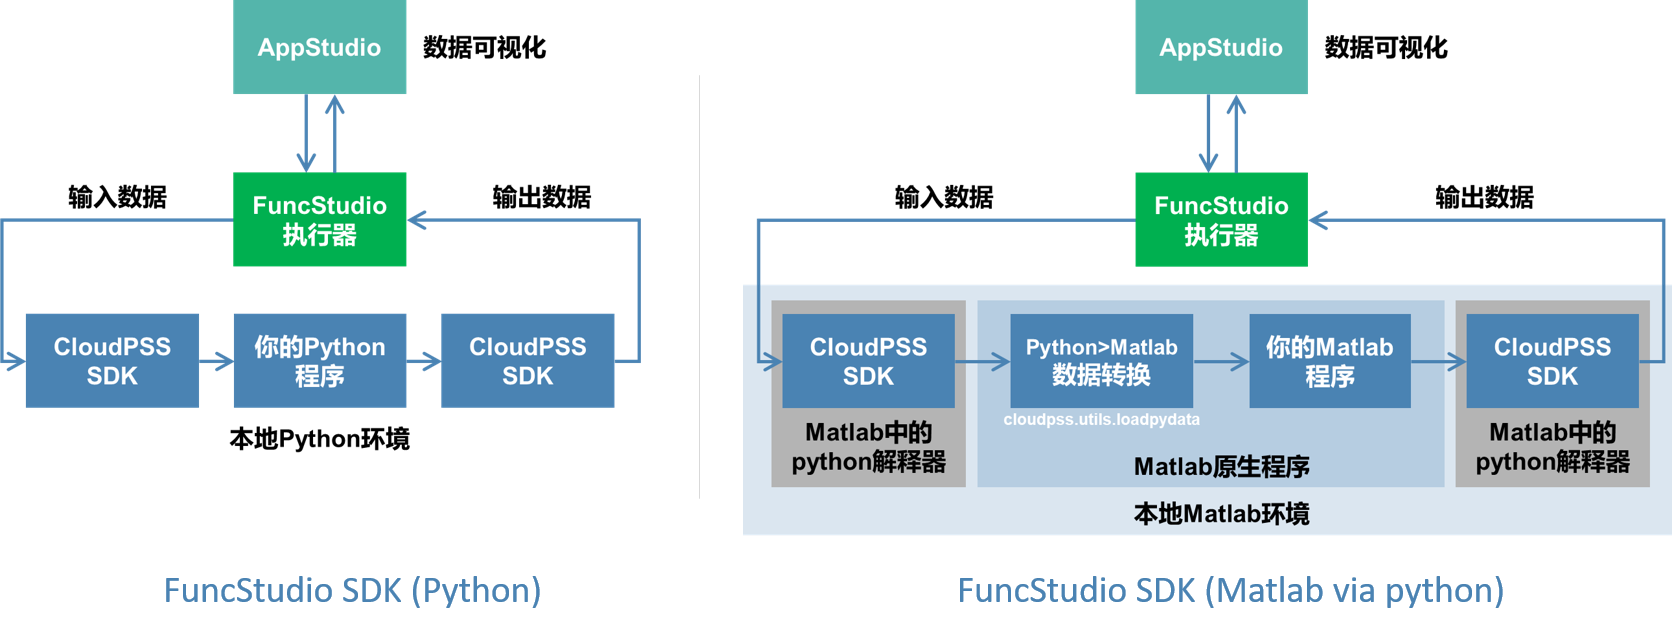 AppStudio
数据可视化
输入数据
FuncStudio
执行器
输出数据
CloudPSS
SDK
你的Python
程序
CloudPSS
SDK
本地Python环境
FuncStudio SDK (Python)
AppStudio
数据可视化
输入数据
FuncStudio
执行器
输出数据
CloudPSS
SDK
Matlab中的
python解释器
Python>Matlab
数据转换
cloudpss.utils.loadpydata
你的Matlab
程序
Matlab原生程序
CloudPSS
SDK
Matlab中的
python解释器
本地Matlab环境
FuncStudio SDK (Matlab via python)